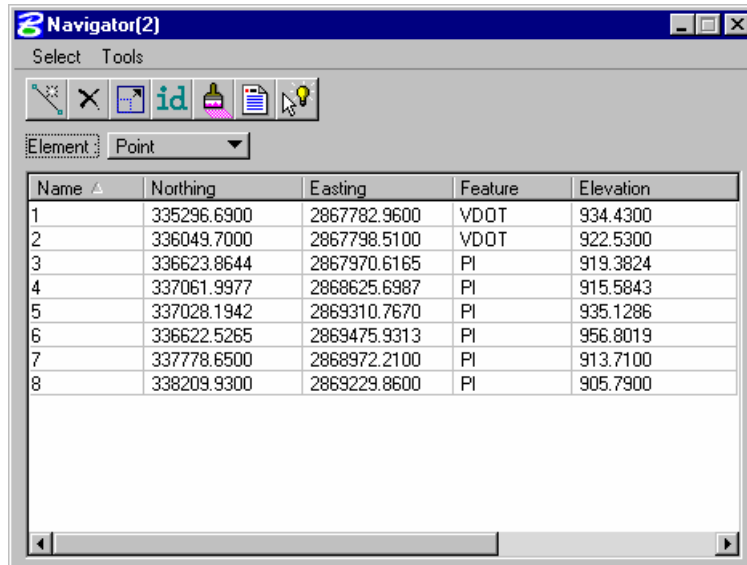 Navigator(2)
Select Tools
id
Element : Point
Name Northing Easting Feature Elevation
1 335296.6900 2867782.9600 VDOT 934.4300
2 336049.7000 2867798.5100 VDOT 922.5300
3 336623.8644 2867970.6165 PI 919.3824
4 337061.9977 2868625.6987 PI 915.5843
5 337028.1942 2869310.7670 PI 935.1286
6 336622.5265 2869475.9313 PI 956.8019
7 337778.6500 2868972.2100 PI 913.7100
8 338209.9300 2869229.8600 PI 905.7900